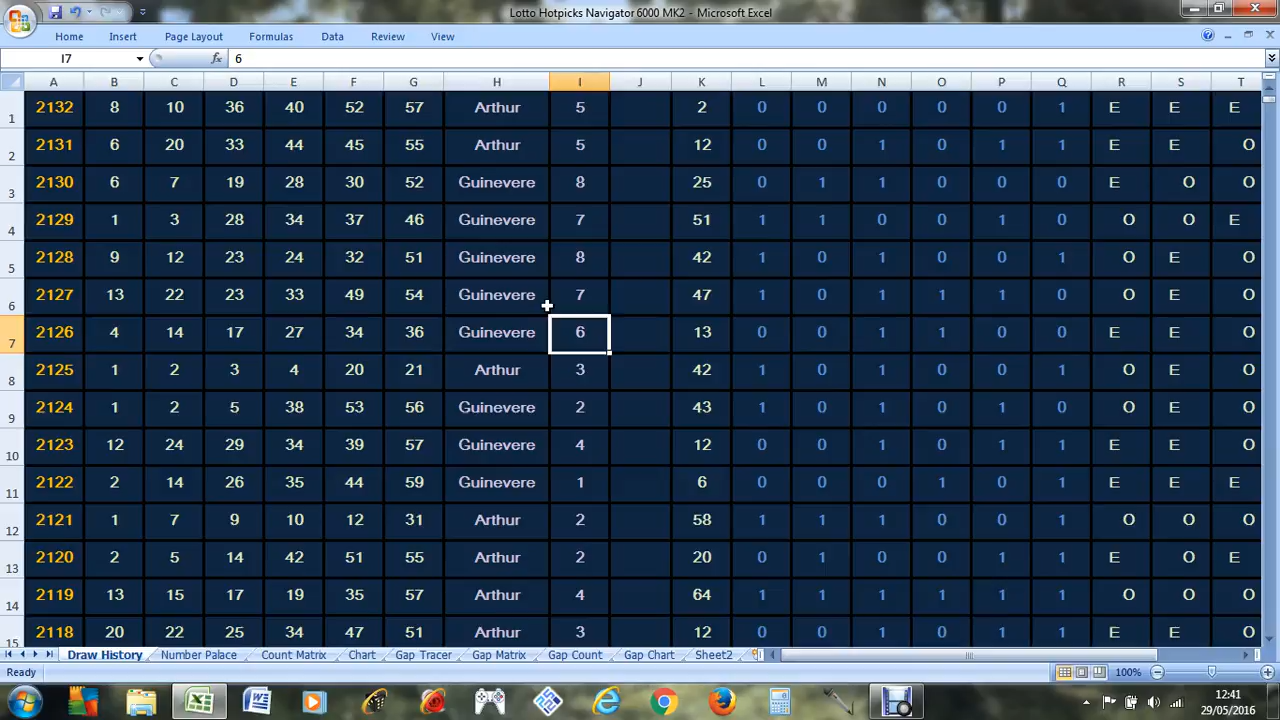 Lotto Hotpicks Navigator 6000 MK2 - Microsoft Excel
Home Insert Page Layout Formulas Data Review View
I7 fx 6
A B C D E F G H I J K L M N O P Q R S T
1 2132 8 10 36 40 52 57 Arthur 5 2 0 0 0 0 0 1 E E E
2 2131 6 20 33 44 45 55 Arthur 5 12 0 0 1 0 1 1 E E O
3 2130 6 7 19 28 30 52 Guinevere 8 25 0 1 1 0 0 0 E O O
4 2129 1 3 28 34 37 46 Guinevere 7 51 1 1 0 0 1 0 O O E
5 2128 9 12 23 24 32 51 Guinevere 8 42 1 0 1 0 0 1 O E O
6 2127 13 22 23 33 49 54 Guinevere 7 47 1 0 1 1 1 0 O E O
7 2126 4 14 17 27 34 36 Guinevere 6 13 0 0 1 1 0 0 E E O
8 2125 1 2 3 4 20 21 Arthur 3 42 1 0 1 0 0 1 O E O
9 2124 1 2 5 38 53 56 Guinevere 2 43 1 0 1 0 1 0 O E O
10 2123 12 24 29 34 39 57 Guinevere 4 12 0 0 1 0 1 1 E E O
11 2122 2 14 26 35 44 59 Guinevere 1 6 0 0 0 1 0 1 E E E
12 2121 1 7 9 10 12 31 Arthur 2 58 1 1 1 0 0 1 O O O
13 2120 2 5 14 42 51 55 Arthur 2 20 0 1 0 0 1 1 E O E
14 2119 13 15 17 19 35 57 Arthur 4 64 1 1 1 1 1 1 O O O
15 2118 20 22 25 34 47 51 Arthur 3 12 0 0 1 0 1 1 E E O
Draw History Number Palace Count Matrix Chart Gap Tracer Gap Matrix Gap Count Gap Chart Sheet2
Ready 100%
12:41
29/05/2016